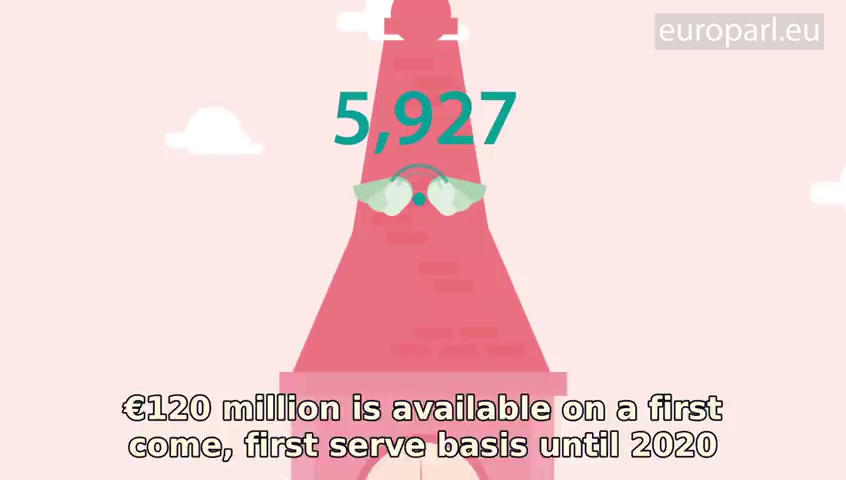 europarl.eu
5,927
€120 million is available on a first
come, first serve basis until 2020